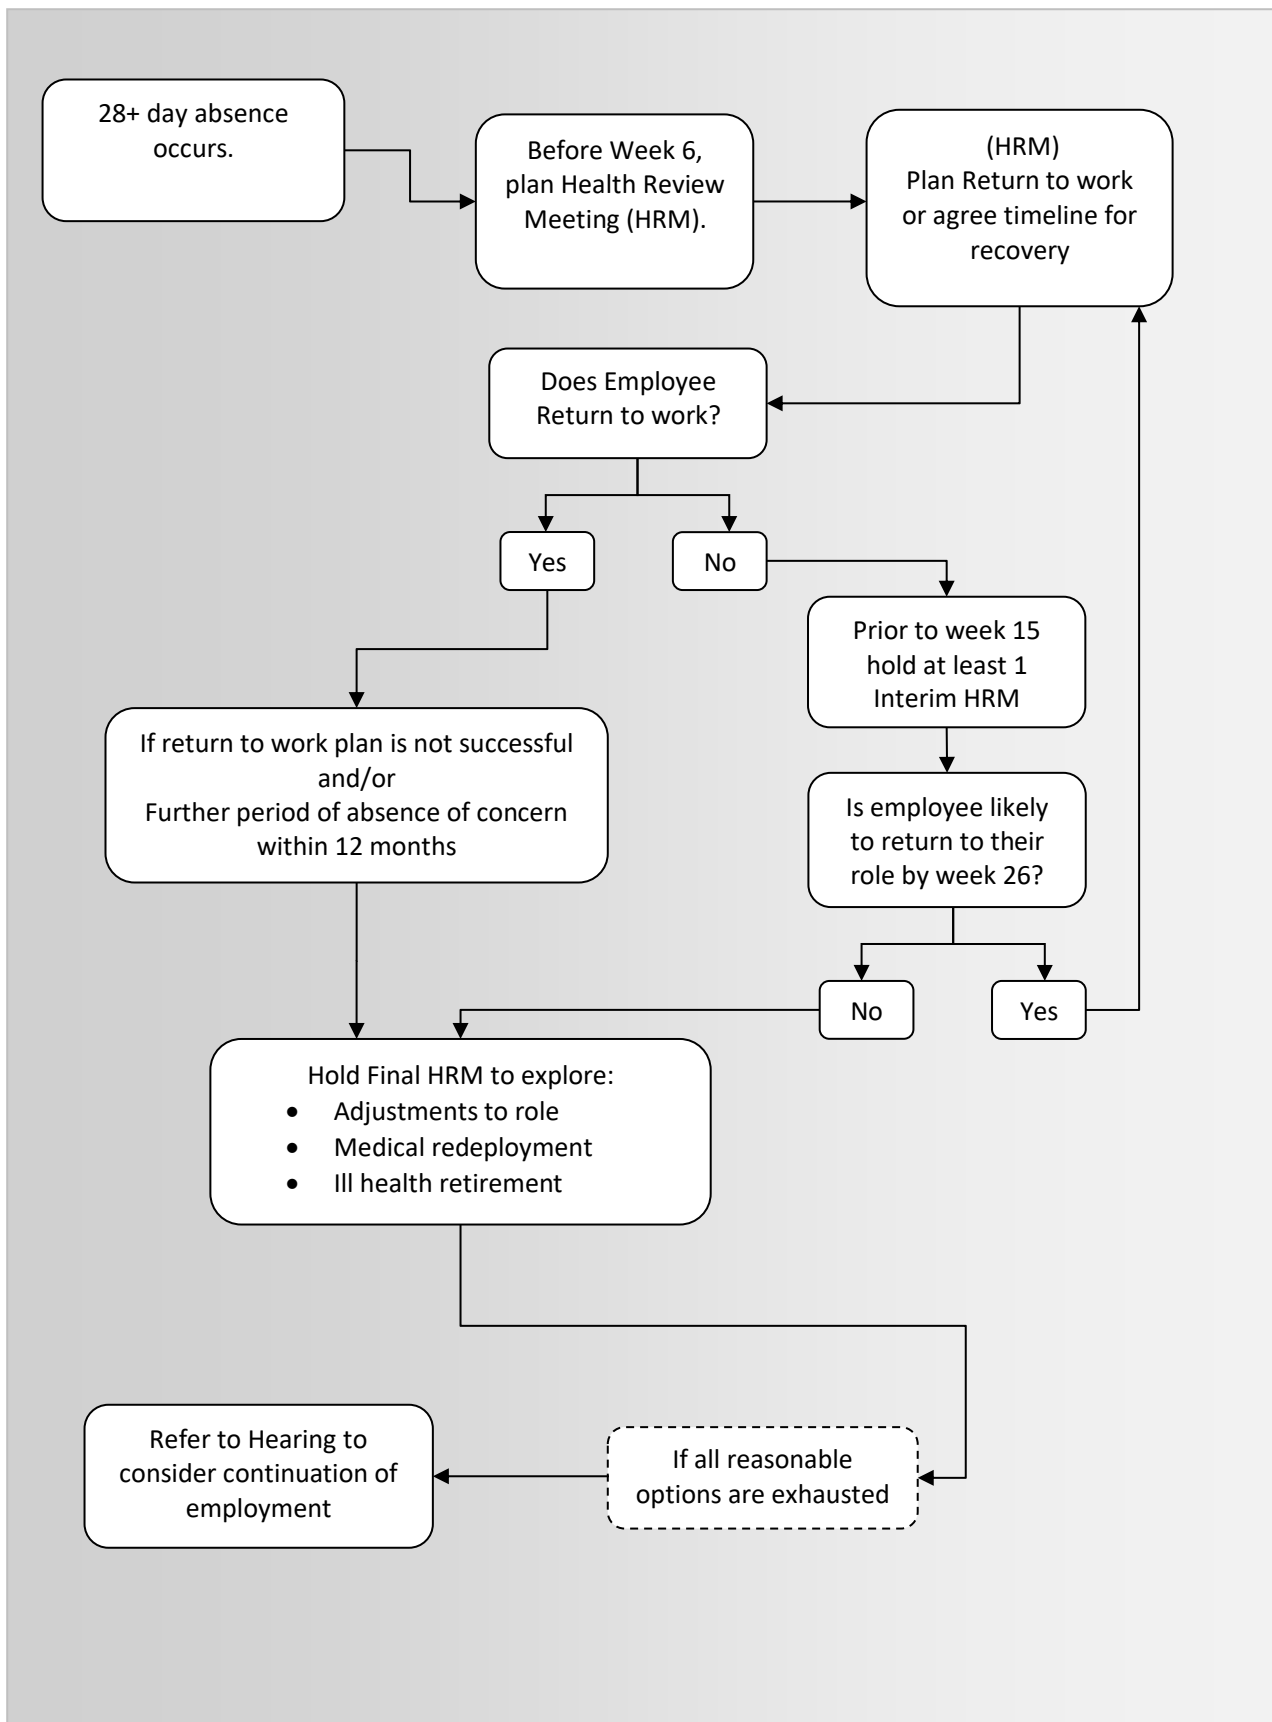 28+ day absence
occurs.
Before Week 6,
plan Health Review
Meeting (HRM).
(HRM)
Plan Return to work
or agree timeline for
recovery
Does Employee
Return to work?
Yes
No
Prior to week 15
hold at least 1
Interim HRM
If return to work plan is not successful
and/or
Further period of absence of concern
within 12 months
Is employee likely
to return to their
role by week 26?
No
Yes
Hold Final HRM to explore:
• Adjustments to role
• Medical redeployment
• Ill health retirement
If all reasonable
options are exhausted
Refer to Hearing to
consider continuation of
employment